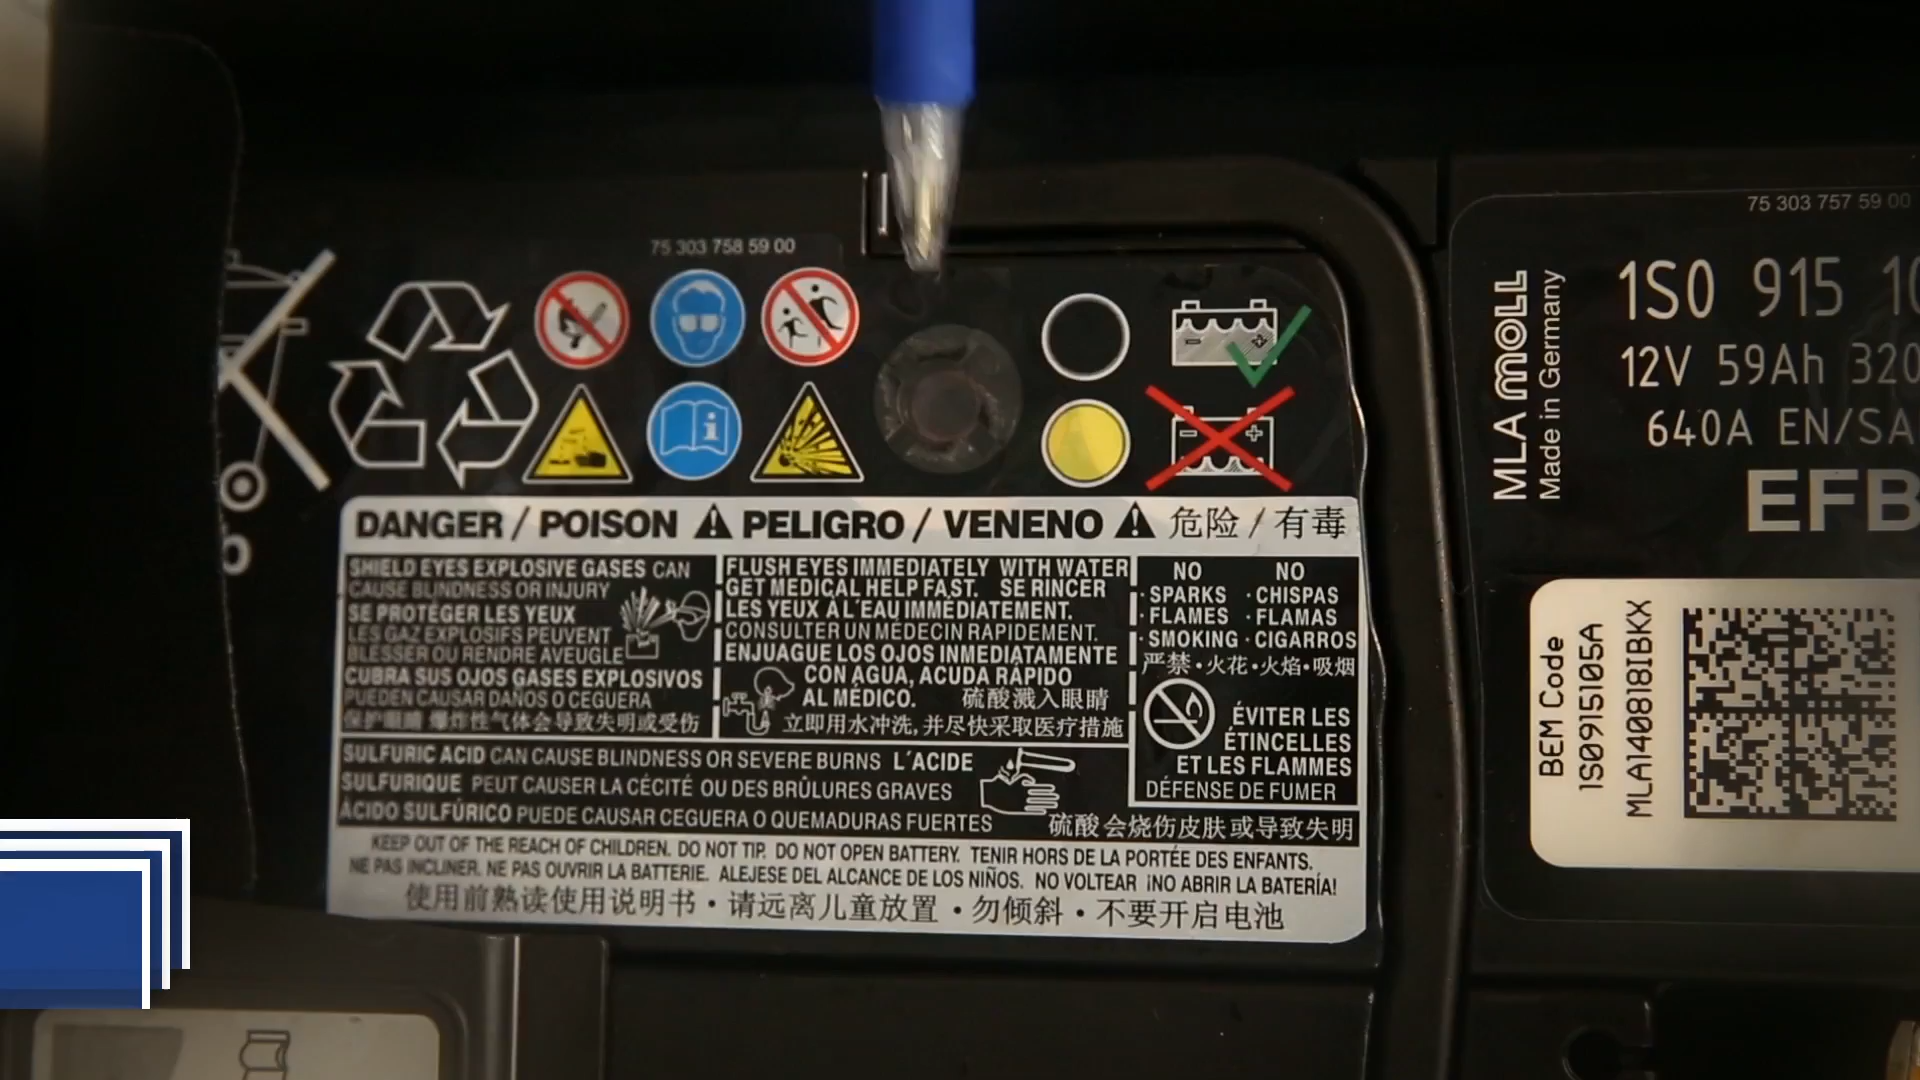 75 303 758 59 00
DANGER / POISON ⚠ PELIGRO / VENENO ⚠ 危险 / 有毒
SHIELD EYES EXPLOSIVE GASES CAN
CAUSE BLINDNESS OR INJURY
SE PROTÉGER LES YEUX
LES GAZ EXPLOSIFS PEUVENT
BLESSER OU RENDRE AVEUGLE
CUBRA SUS OJOS GASES EXPLOSIVOS
PUEDEN CAUSAR DAÑOS O CEGUERA
保护眼睛 爆炸性气体会导致失明或受伤
FLUSH EYES IMMEDIATELY WITH WATER
GET MEDICAL HELP FAST. SE RINCER
LES YEUX À L'EAU IMMÉDIATEMENT.
CONSULTER UN MÉDECIN RAPIDEMENT.
ENJUAGUE LOS OJOS INMEDIATAMENTE
CON AGUA, ACUDA RÁPIDO
AL MÉDICO. 硫酸溅入眼睛
立即用水冲洗,并尽快采取医疗措施
NO NO
· SPARKS · CHISPAS
· FLAMES · FLAMAS
· SMOKING · CIGARROS
严禁·火花·火焰·吸烟
ÉVITER LES
ÉTINCELLES
ET LES FLAMMES
DÉFENSE DE FUMER
SULFURIC ACID CAN CAUSE BLINDNESS OR SEVERE BURNS L'ACIDE
SULFURIQUE PEUT CAUSER LA CÉCITÉ OU DES BRÛLURES GRAVES
ÁCIDO SULFÚRICO PUEDE CAUSAR CEGUERA O QUEMADURAS FUERTES
硫酸会烧伤皮肤或导致失明
KEEP OUT OF THE REACH OF CHILDREN. DO NOT TIP. DO NOT OPEN BATTERY. TENIR HORS DE LA PORTÉE DES ENFANTS.
NE PAS INCLINER. NE PAS OUVRIR LA BATTERIE. ALEJESE DEL ALCANCE DE LOS NIÑOS. NO VOLTEAR ¡NO ABRIR LA BATERÍA!
使用前熟读使用说明书·请远离儿童放置·勿倾斜·不要开启电池
75 303 757 59 00
MLA MOLL
Made in Germany
1S0 915 10
12V 59Ah 320
640A EN/SA
EFB
BEM Code
1S0915105A
MLA140818IBKX